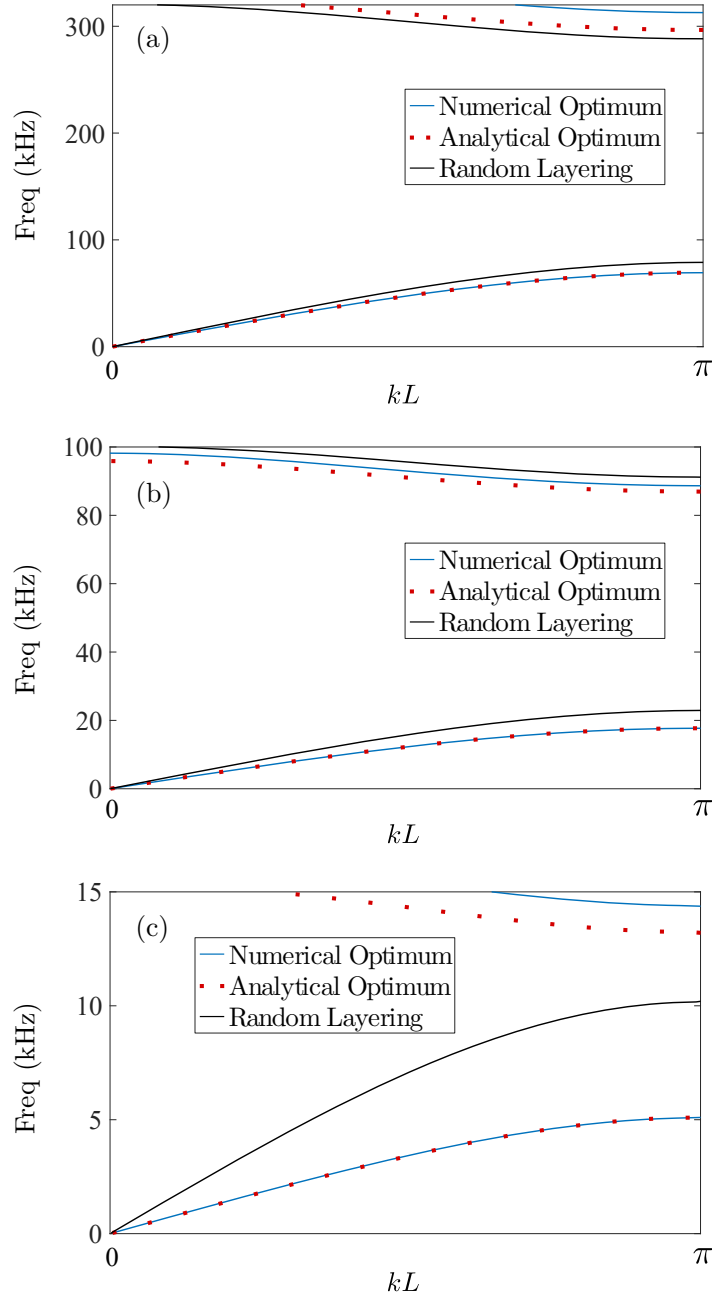 300
200
100
0
Freq (kHz)
(a)
Numerical Optimum
Analytical Optimum
Random Layering
0
π
kL
100
80
60
40
20
0
Freq (kHz)
(b)
Numerical Optimum
Analytical Optimum
Random Layering
0
π
kL
15
10
5
0
Freq (kHz)
(c)
Numerical Optimum
Analytical Optimum
Random Layering
0
π
kL